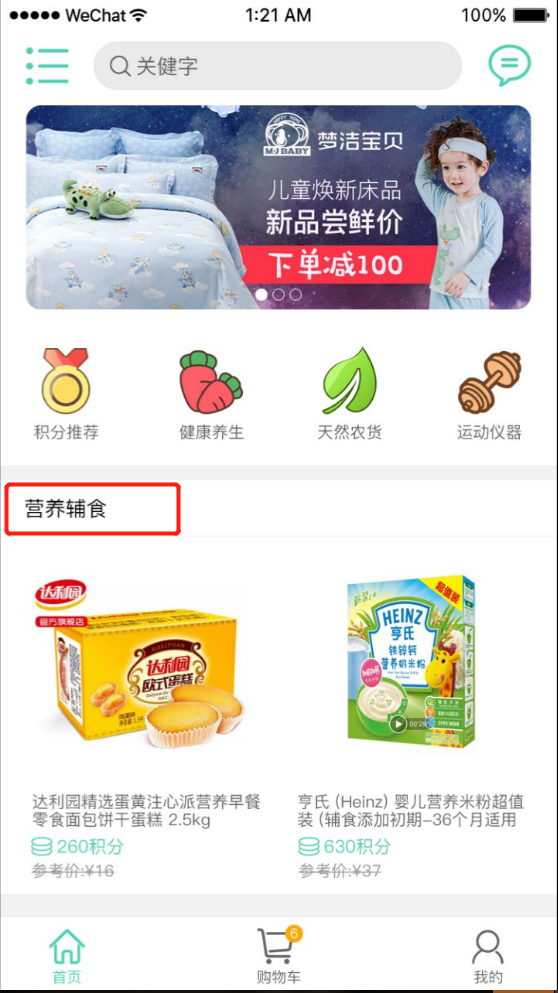 WeChat
1:21 AM
100%
关健字
M·J BABY
梦洁宝贝
儿童焕新床品
新品尝鲜价
下单减100
积分推荐
健康养生
天然农货
运动仪器
营养辅食
达利园
官方旗舰店
DALIYUAN
达利园
欧式蛋糕
超值装
HEINZ
亨氏
铁锌钙
营养奶米粉
00:29
达利园精选蛋黄注心派营养早餐
零食面包饼干蛋糕 2.5kg
260积分
参考价:¥16
亨氏 (Heinz) 婴儿营养米粉超值
装 (辅食添加初期-36个月适用
630积分
参考价:¥37
6
首页
购物车
我的